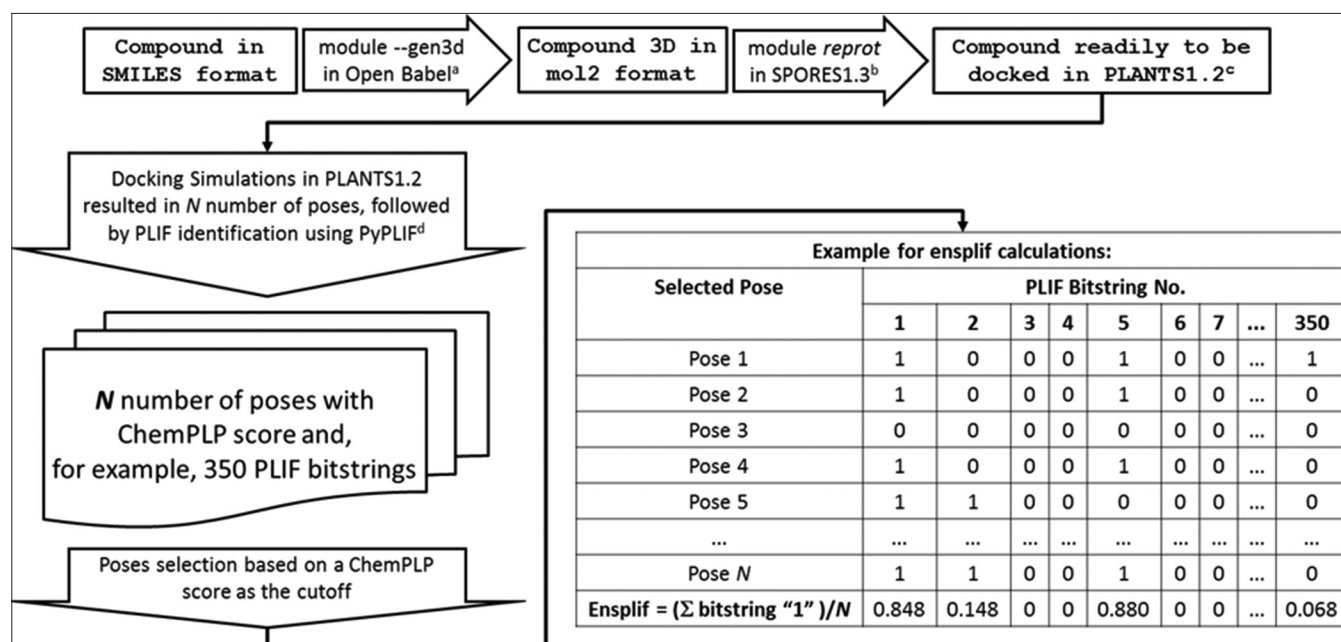 Compound in
SMILES format
module --gen3d
in Open Babelᵃ
Compound 3D in
mol2 format
module reprot
in SPORES1.3ᵇ
Compound readily to be
docked in PLANTS1.2ᶜ
Docking Simulations in PLANTS1.2
resulted in N number of poses, followed
by PLIF identification using PyPLIFᵈ
N number of poses with
ChemPLP score and,
for example, 350 PLIF bitstrings
Poses selection based on a ChemPLP
score as the cutoff
Example for ensplif calculations:
Selected Pose PLIF Bitstring No.
1 2 3 4 5 6 7 ... 350
Pose 1 1 0 0 0 1 0 0 ... 1
Pose 2 1 0 0 0 1 0 0 ... 0
Pose 3 0 0 0 0 0 0 0 ... 0
Pose 4 1 0 0 0 1 0 0 ... 0
Pose 5 1 1 0 0 0 0 0 ... 0
... ... ... ... ... ... ... ... ... ...
Pose N 1 1 0 0 1 0 0 ... 0
Ensplif = (Σ bitstring “1” )/N 0.848 0.148 0 0 0.880 0 0 ... 0.068